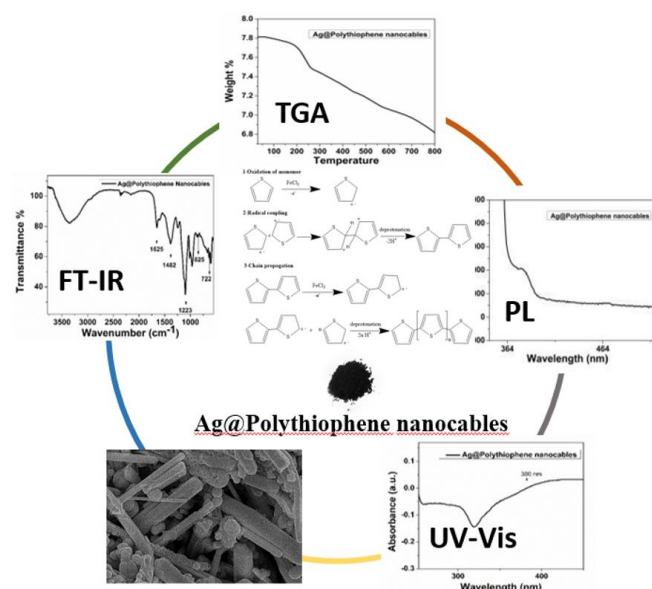 Ag@Polythiophene nanocables
7.8
7.6
7.4
7.2
7.0
6.8
Weight %
TGA
100 200 300 400 500 600 700 800
Temperature
Ag@Polythiophene Nanocables
100
80
60
40
Transmittance %
1625
1482
825
722
1223
FT-IR
3500 3000 2500 2000 1500 1000
Wavenumber (cm-1)
1 Oxidation of monomer
S
FeCl3
-e
S
2-Radical coupling
S
S
S
H
H
S
deprotonation
-2H+
S
S
3-Chain propagation
S
S
FeCl3
S
S
S
S
+
H
S
deprotonation
2n H+
S
S
n
S
Ag@Polythiophene nanocables
PL
364 464
Wavelength (nm)
Ag@Polythiophene nanocables
Ag@Polythiophene nanocables
380 nm
0.1
0.0
-0.1
-0.2
-0.3
Absorbance (a.u.)
UV-Vis
300 400
Wavelength (nm)